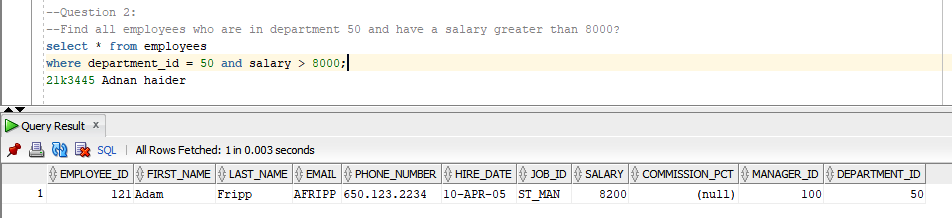 --Question 2:
--Find all employees who are in department 50 and have a salary greater than 8000?
select * from employees
where department_id = 50 and salary > 8000;
21k3445 Adnan haider
Query Result x
SQL | All Rows Fetched: 1 in 0.003 seconds
EMPLOYEE_ID FIRST_NAME LAST_NAME EMAIL PHONE_NUMBER HIRE_DATE JOB_ID SALARY COMMISSION_PCT MANAGER_ID DEPARTMENT_ID
1 121 Adam Fripp AFRIPP 650.123.2234 10-APR-05 ST_MAN 8200 (null) 100 50